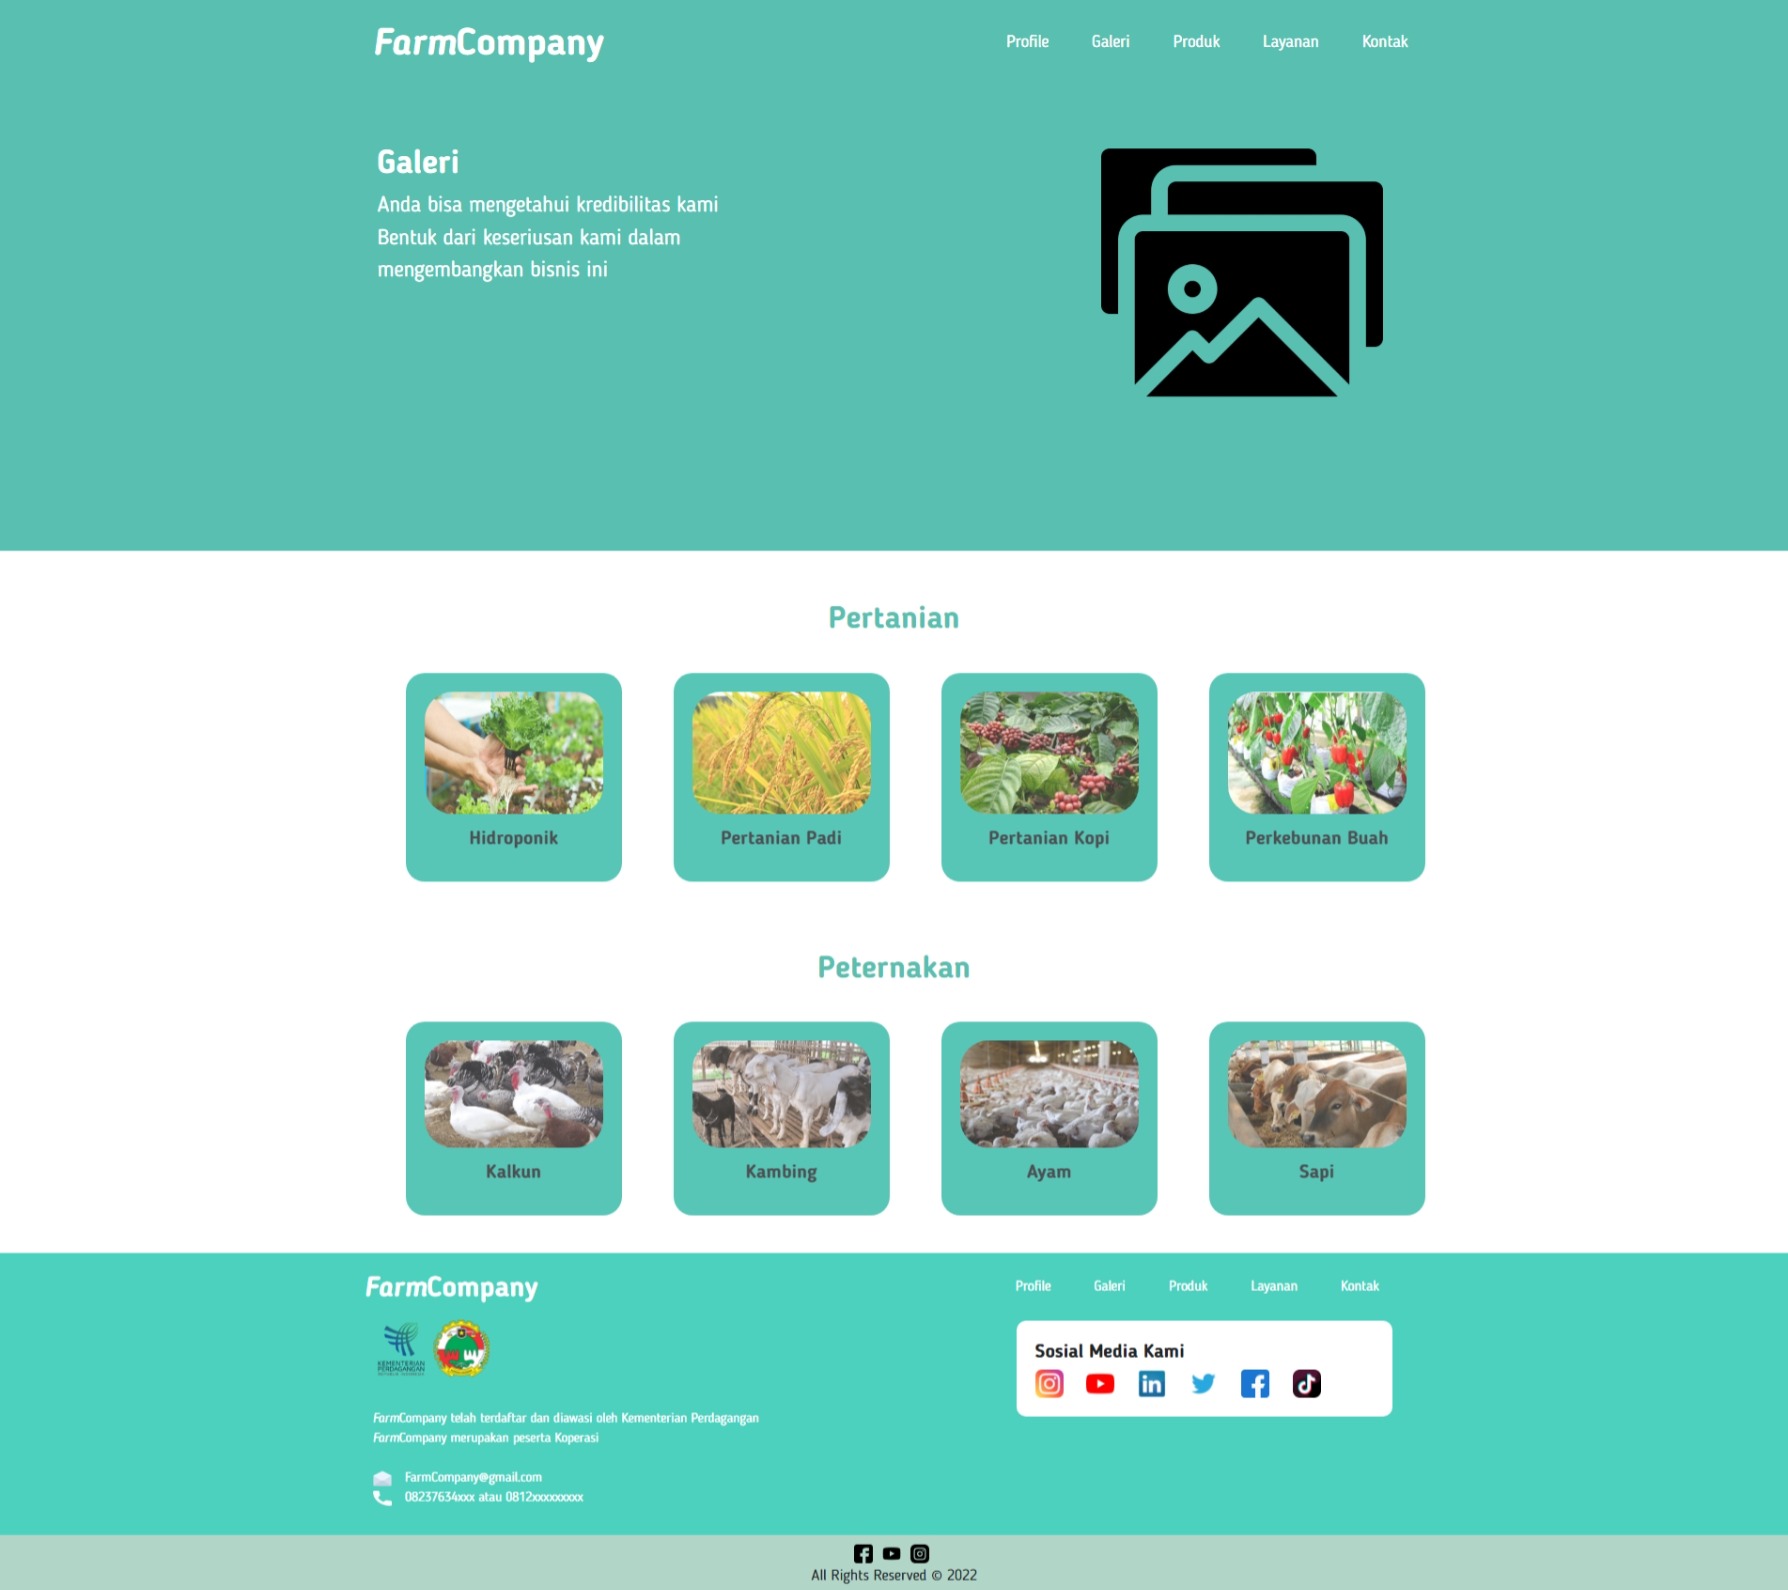 FarmCompany
Profile Galeri Produk Layanan Kontak
Galeri
Anda bisa mengetahui kredibilitas kami
Bentuk dari keseriusan kami dalam
mengembangkan bisnis ini
Pertanian
Hidroponik
Pertanian Padi
Pertanian Kopi
Perkebunan Buah
Peternakan
Kalkun
Kambing
Ayam
Sapi
FarmCompany
Profile Galeri Produk Layanan Kontak
KEMENTERIAN
PERDAGANGAN
REPUBLIK INDONESIA
Sosial Media Kami
FarmCompany telah terdaftar dan diawasi oleh Kementerian Perdagangan
FarmCompany merupakan peserta Koperasi
FarmCompany@gmail.com
08237634xxx atau 0812xxxxxxxxx
All Rights Reserved © 2022